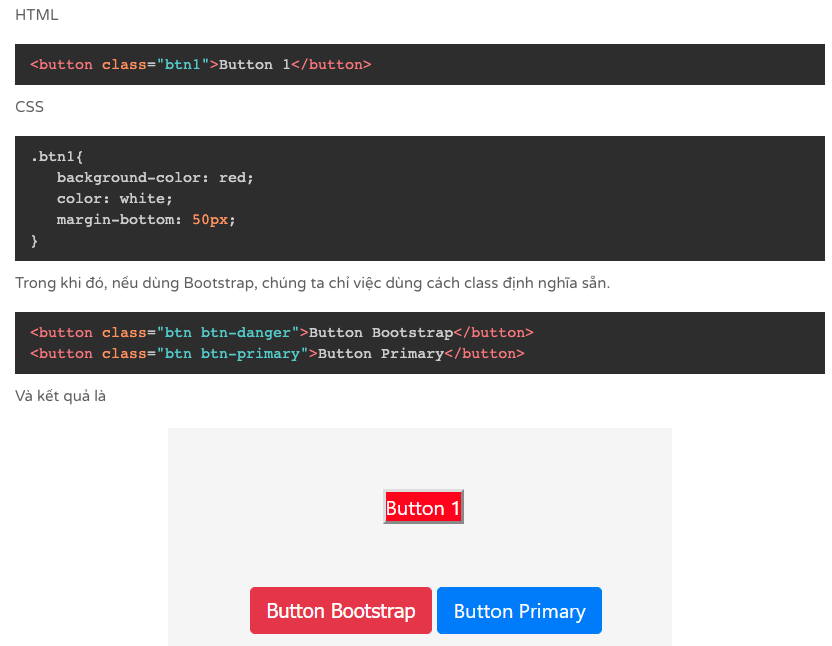 HTML
<button class="btn1">Button 1</button>
CSS
.btn1{
   background-color: red;
   color: white;
   margin-bottom: 50px;
}
Trong khi đó, nếu dùng Bootstrap, chúng ta chỉ việc dùng cách class định nghĩa sẵn.
<button class="btn btn-danger">Button Bootstrap</button>
<button class="btn btn-primary">Button Primary</button>
Và kết quả là
Button 1
Button Bootstrap Button Primary